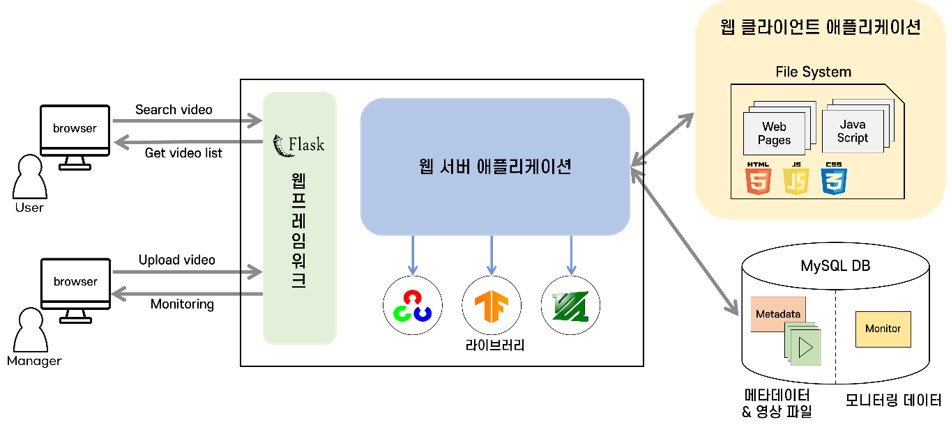 웹 클라이언트 애플리케이션
File System
Web
Pages
Java
Script
HTML
5
JS
JS
CSS
3
browser
Search video
Get video list
User
Flask
웹프레임워크
웹 서버 애플리케이션
browser
Upload video
Monitoring
Manager
TF
라이브러리
MySQL DB
Metadata
Monitor
메타데이터
& 영상 파일
모니터링 데이터